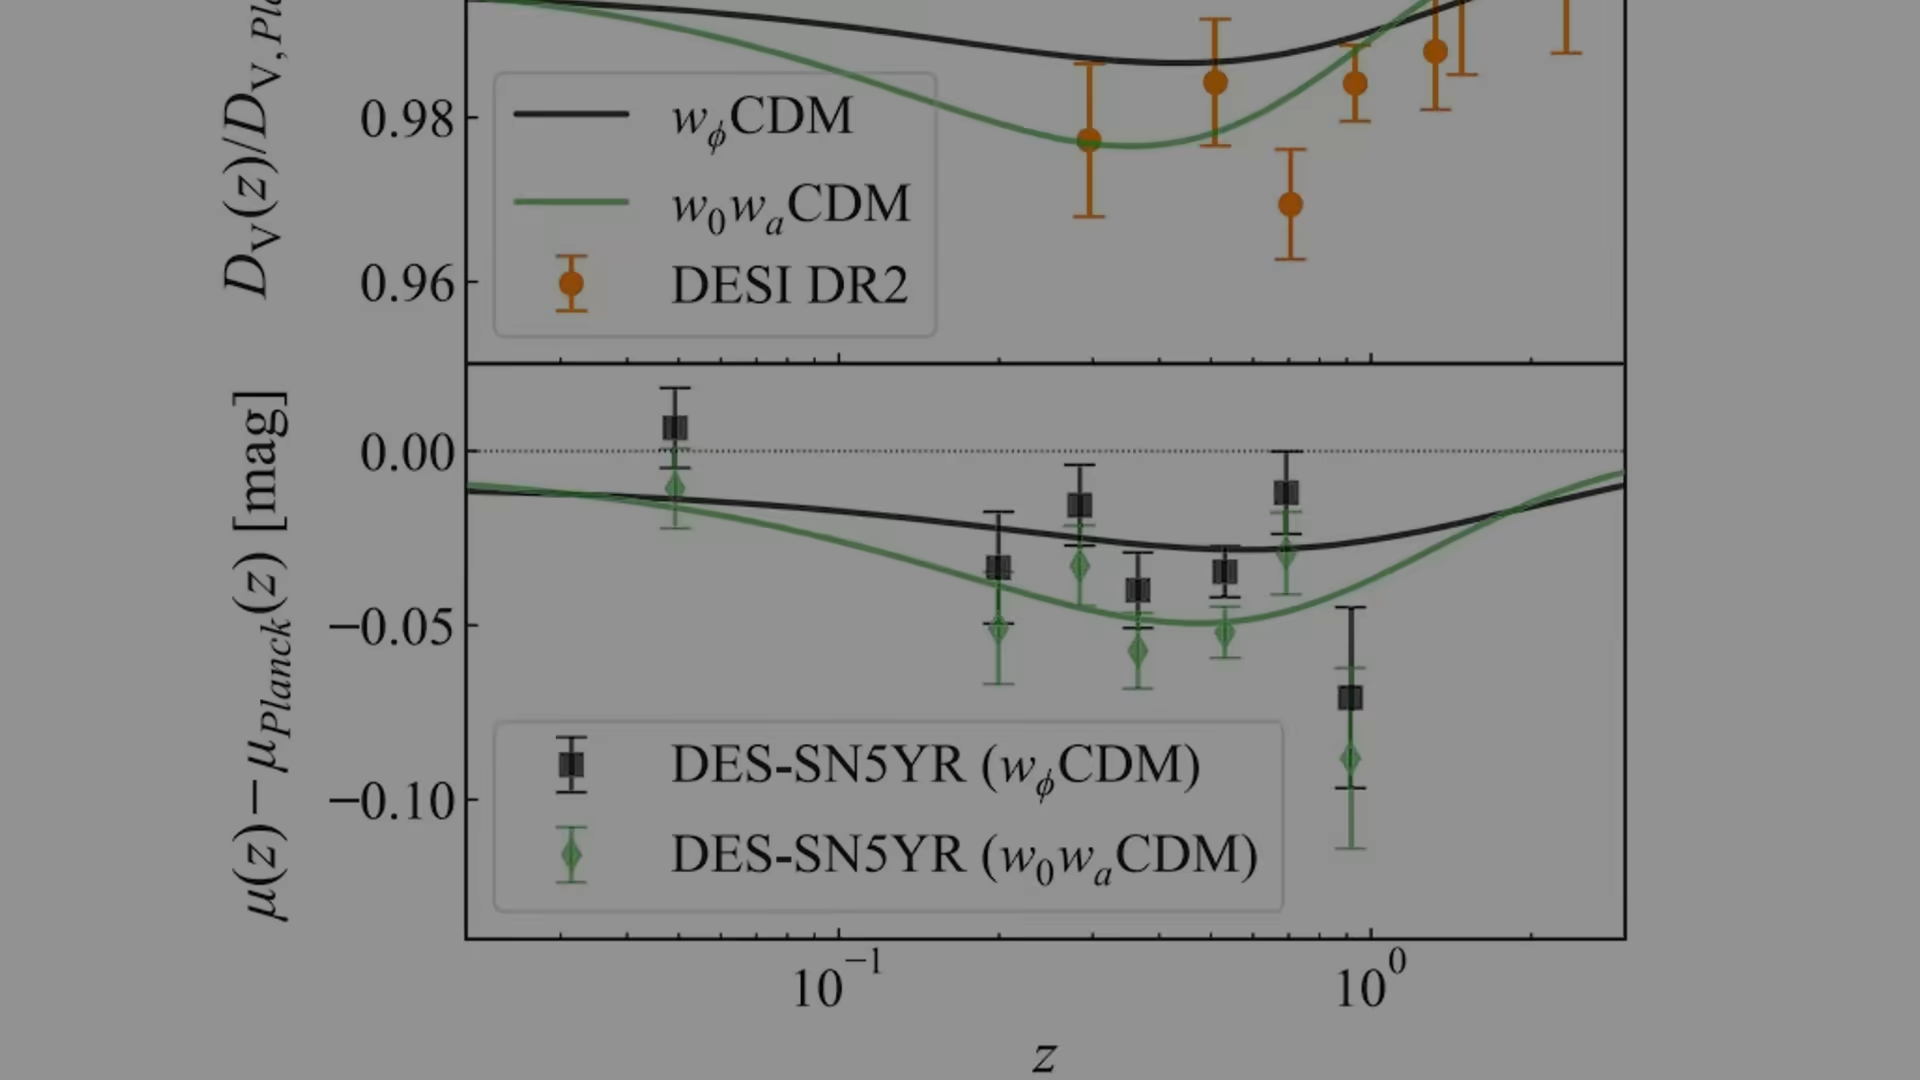 D_V(z)/D_V, Pl
0.98
0.96
w_ϕCDM
w_0w_aCDM
DESI DR2
μ(z) − μ_Planck(z) [mag]
0.00
−0.05
−0.10
DES-SN5YR (w_ϕCDM)
DES-SN5YR (w_0w_aCDM)
10^−1
10^0
z